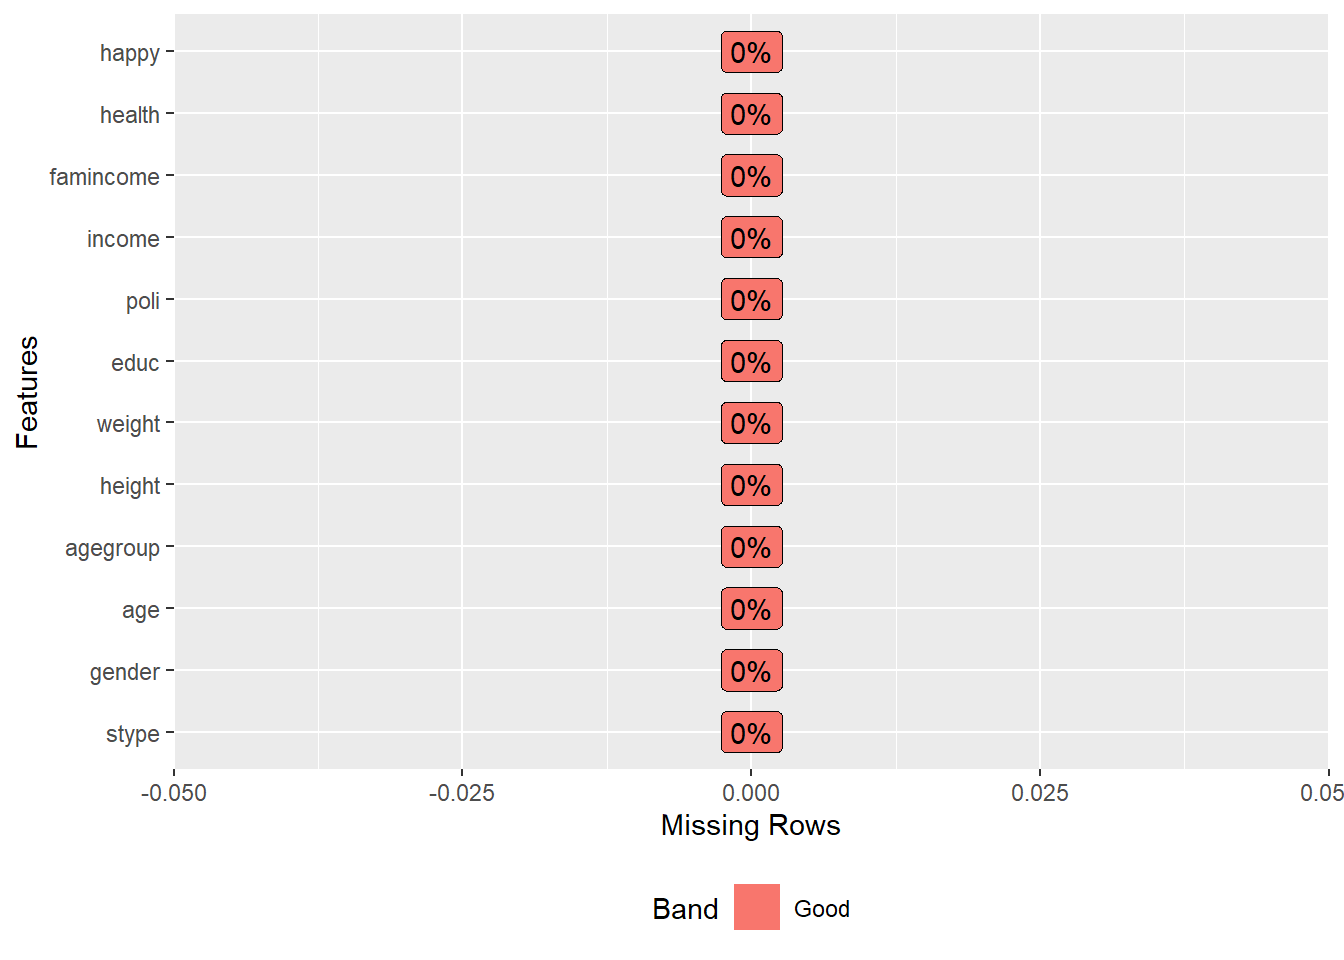 happy 0%
health 0%
famincome 0%
income 0%
poli 0%
educ 0%
weight 0%
height 0%
agegroup 0%
age 0%
gender 0%
stype 0%
Features
-0.050 -0.025 0.000 0.025 0.05
Missing Rows
Band Good